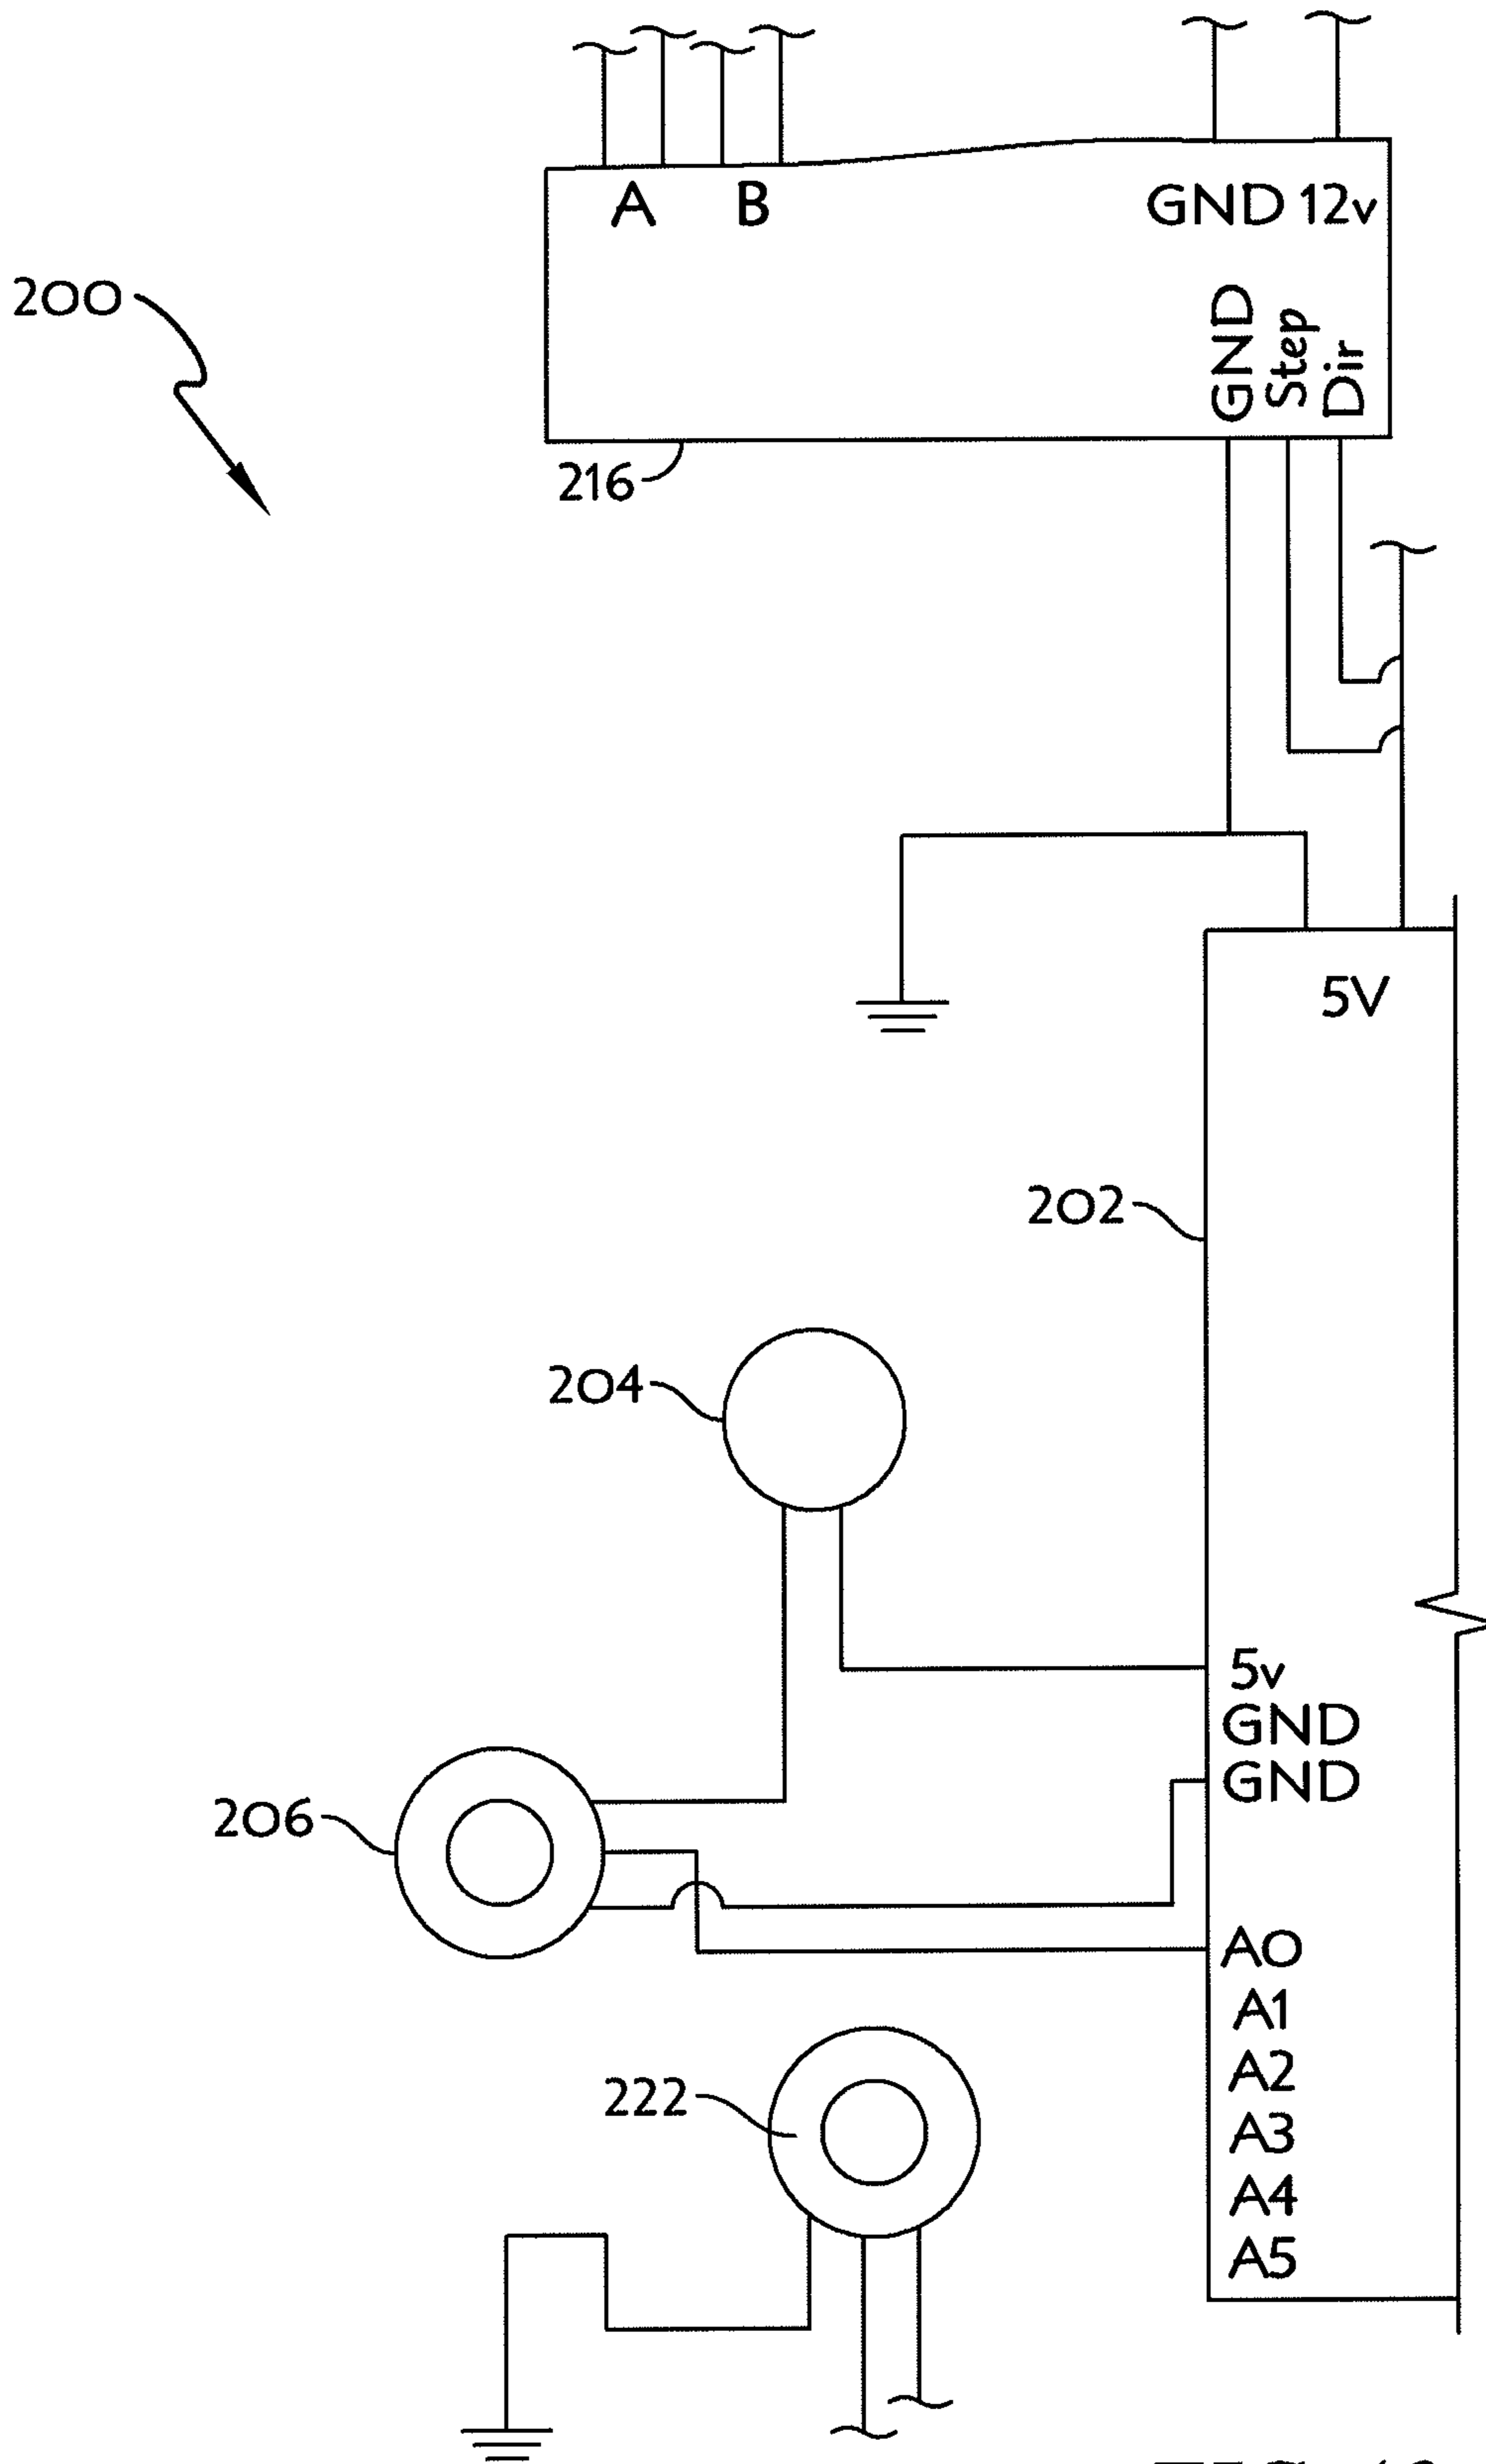 A B GND 12v
200
GND
Step
Dir
216
5V
202
204
5v
GND
GND
206
A0
A1
A2
222
A3
A4
A5